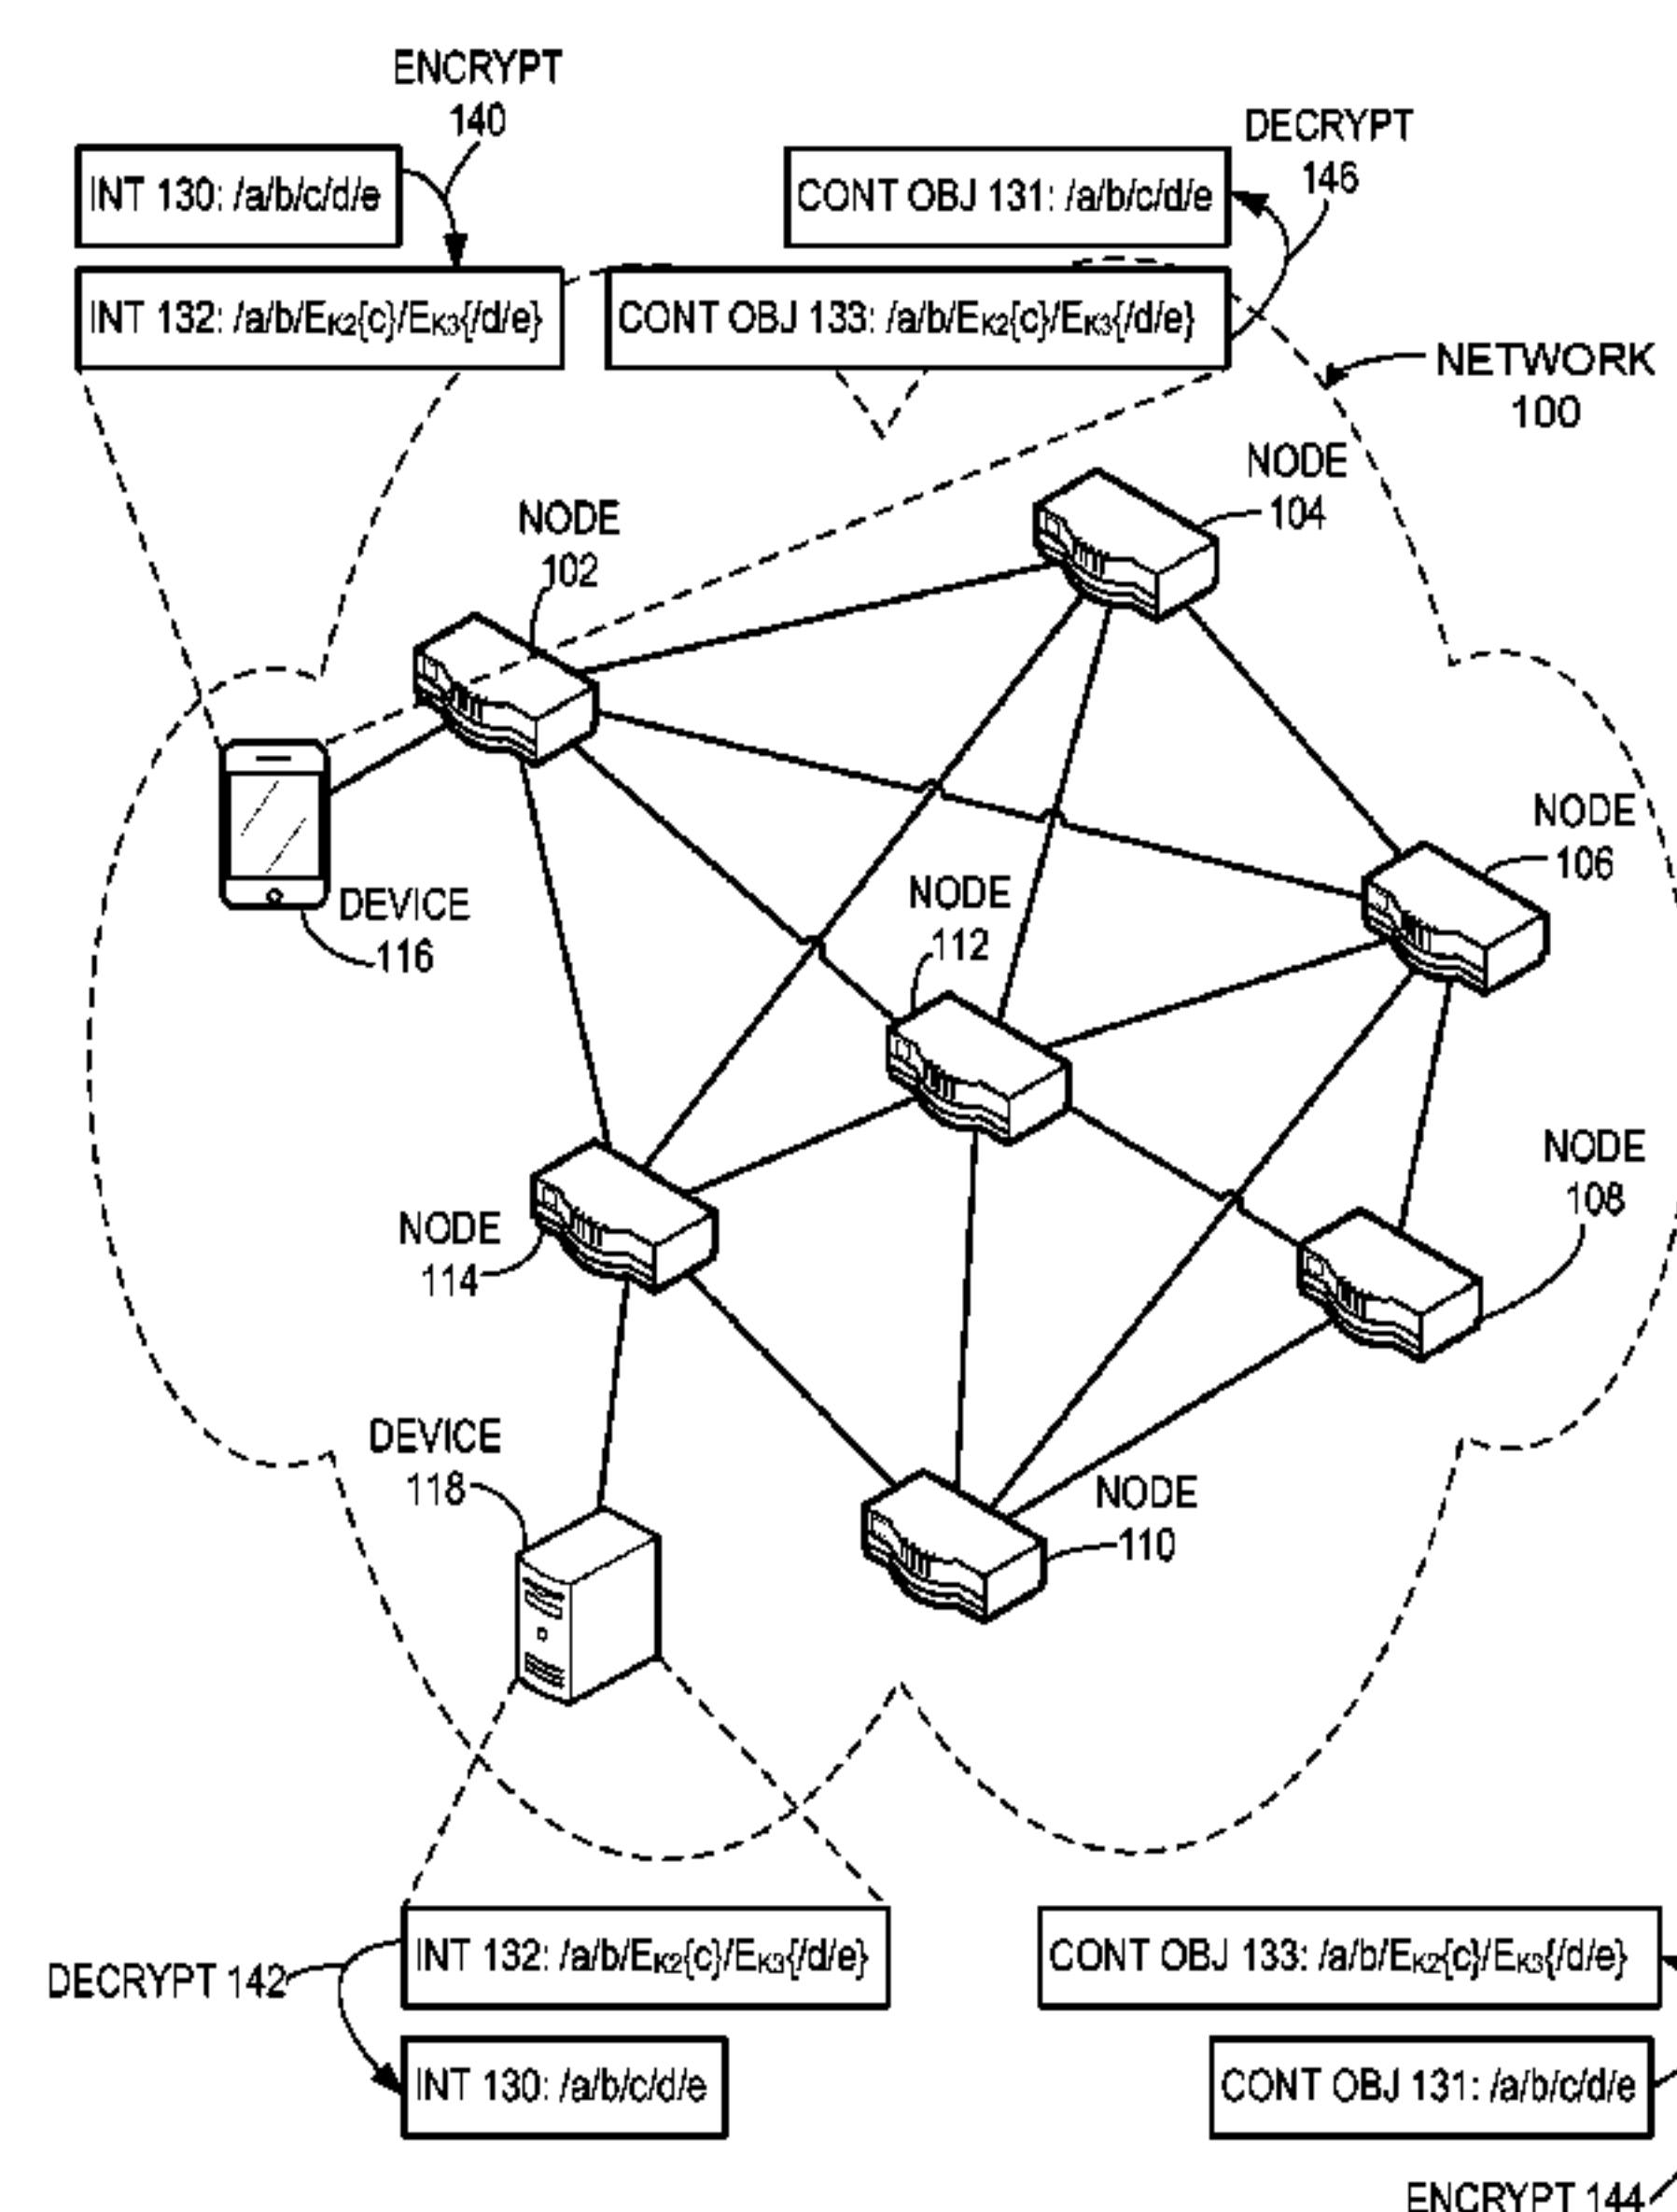 ENCRYPT
140
DECRYPT
146
INT 130: /a/b/c/d/e
CONT OBJ 131: /a/b/c/d/e
INT 132: /a/b/EK2{c}/EK3{/d/e}
CONT OBJ 133: /a/b/EK2{c}/EK3{/d/e}
NETWORK
100
NODE
104
NODE
102
NODE
106
DEVICE
116
NODE
112
NODE
108
NODE
114
DEVICE
118
NODE
110
INT 132: /a/b/EK2{c}/EK3{/d/e}
CONT OBJ 133: /a/b/EK2{c}/EK3{/d/e}
DECRYPT 142
INT 130: /a/b/c/d/e
CONT OBJ 131: /a/b/c/d/e
ENCRYPT 144